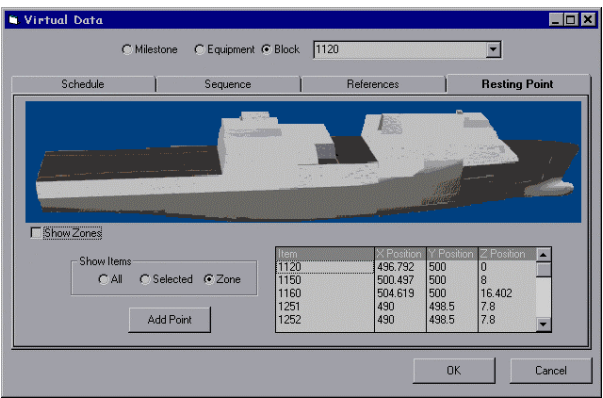 Virtual Data
Milestone Equipment Block 1120
Schedule Sequence References Resting Point
Show Zones
Show Items
All Selected Zone
Add Point
Item X Position Y Position Z Position
1120 496.792 500 0
1150 500.497 500 8
1160 504.619 500 16.402
1251 490 498.5 7.8
1252 490 498.5 7.8
OK Cancel